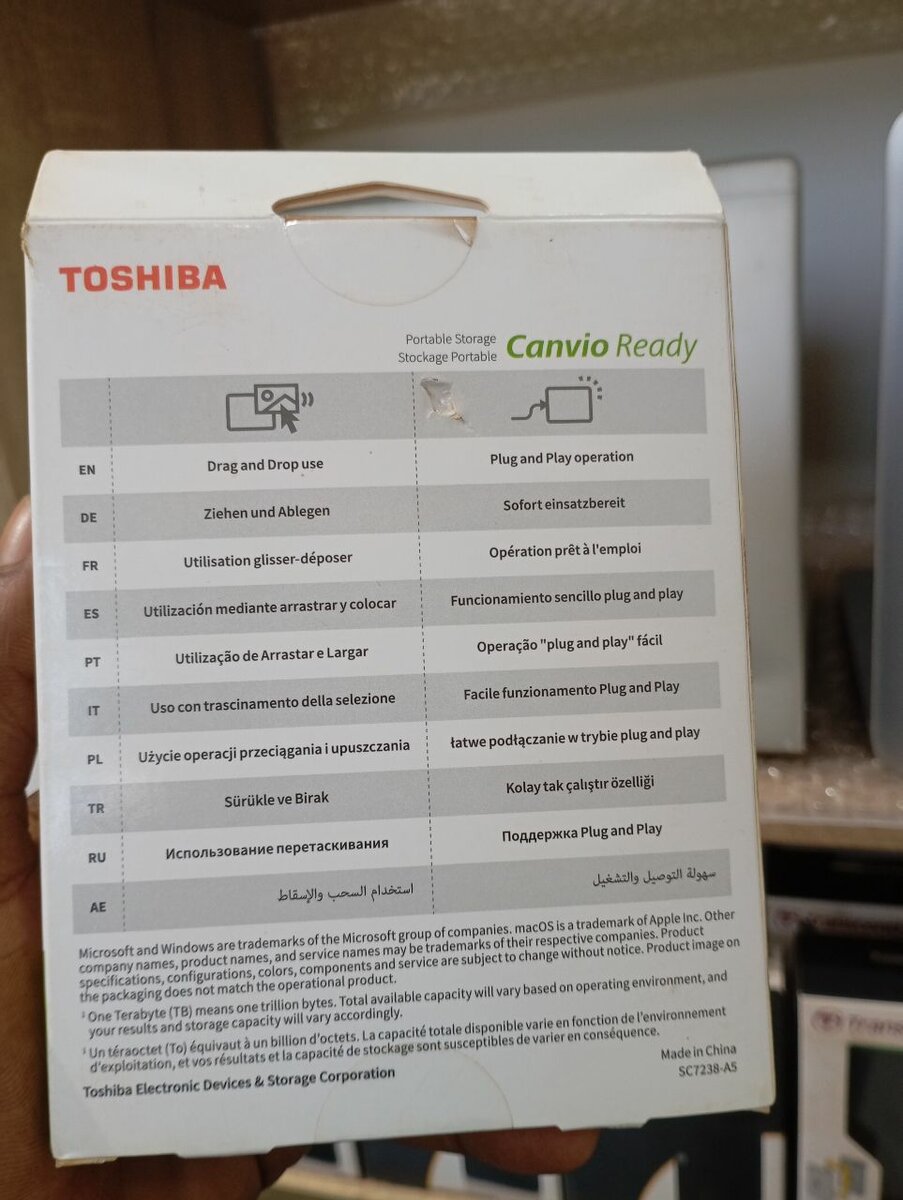 TOSHIBA
Portable Storage
Stockage Portable
Canvio Ready
EN Drag and Drop use Plug and Play operation
DE Ziehen und Ablegen Sofort einsatzbereit
FR Utilisation glisser-déposer Opération prêt à l'emploi
ES Utilización mediante arrastrar y colocar Funcionamiento sencillo plug and play
PT Utilização de Arrastar e Largar Operação "plug and play" fácil
IT Uso con trascinamento della selezione Facile funzionamento Plug and Play
PL Użycie operacji przeciągania i upuszczania łatwe podłączanie w trybie plug and play
TR Sürükle ve Birak Kolay tak çalıştır özelliği
RU Использование перетаскивания Поддержка Plug and Play
AE استخدام السحب والإسقاط سهولة التوصيل والتشغيل
Microsoft and Windows are trademarks of the Microsoft group of companies. macOS is a trademark of Apple Inc. Other
company names, product names, and service names may be trademarks of their respective companies. Product
specifications, configurations, colors, components and service are subject to change without notice. Product image on
the packaging does not match the operational product.
¹ One Terabyte (TB) means one trillion bytes. Total available capacity will vary based on operating environment, and
your results and storage capacity will vary accordingly.
¹ Un téraoctet (To) équivaut à un billion d'octets. La capacité totale disponible varie en fonction de l'environnement
d'exploitation, et vos résultats et la capacité de stockage sont susceptibles de varier en conséquence.
Toshiba Electronic Devices & Storage Corporation
Made in China
SC7238-A5